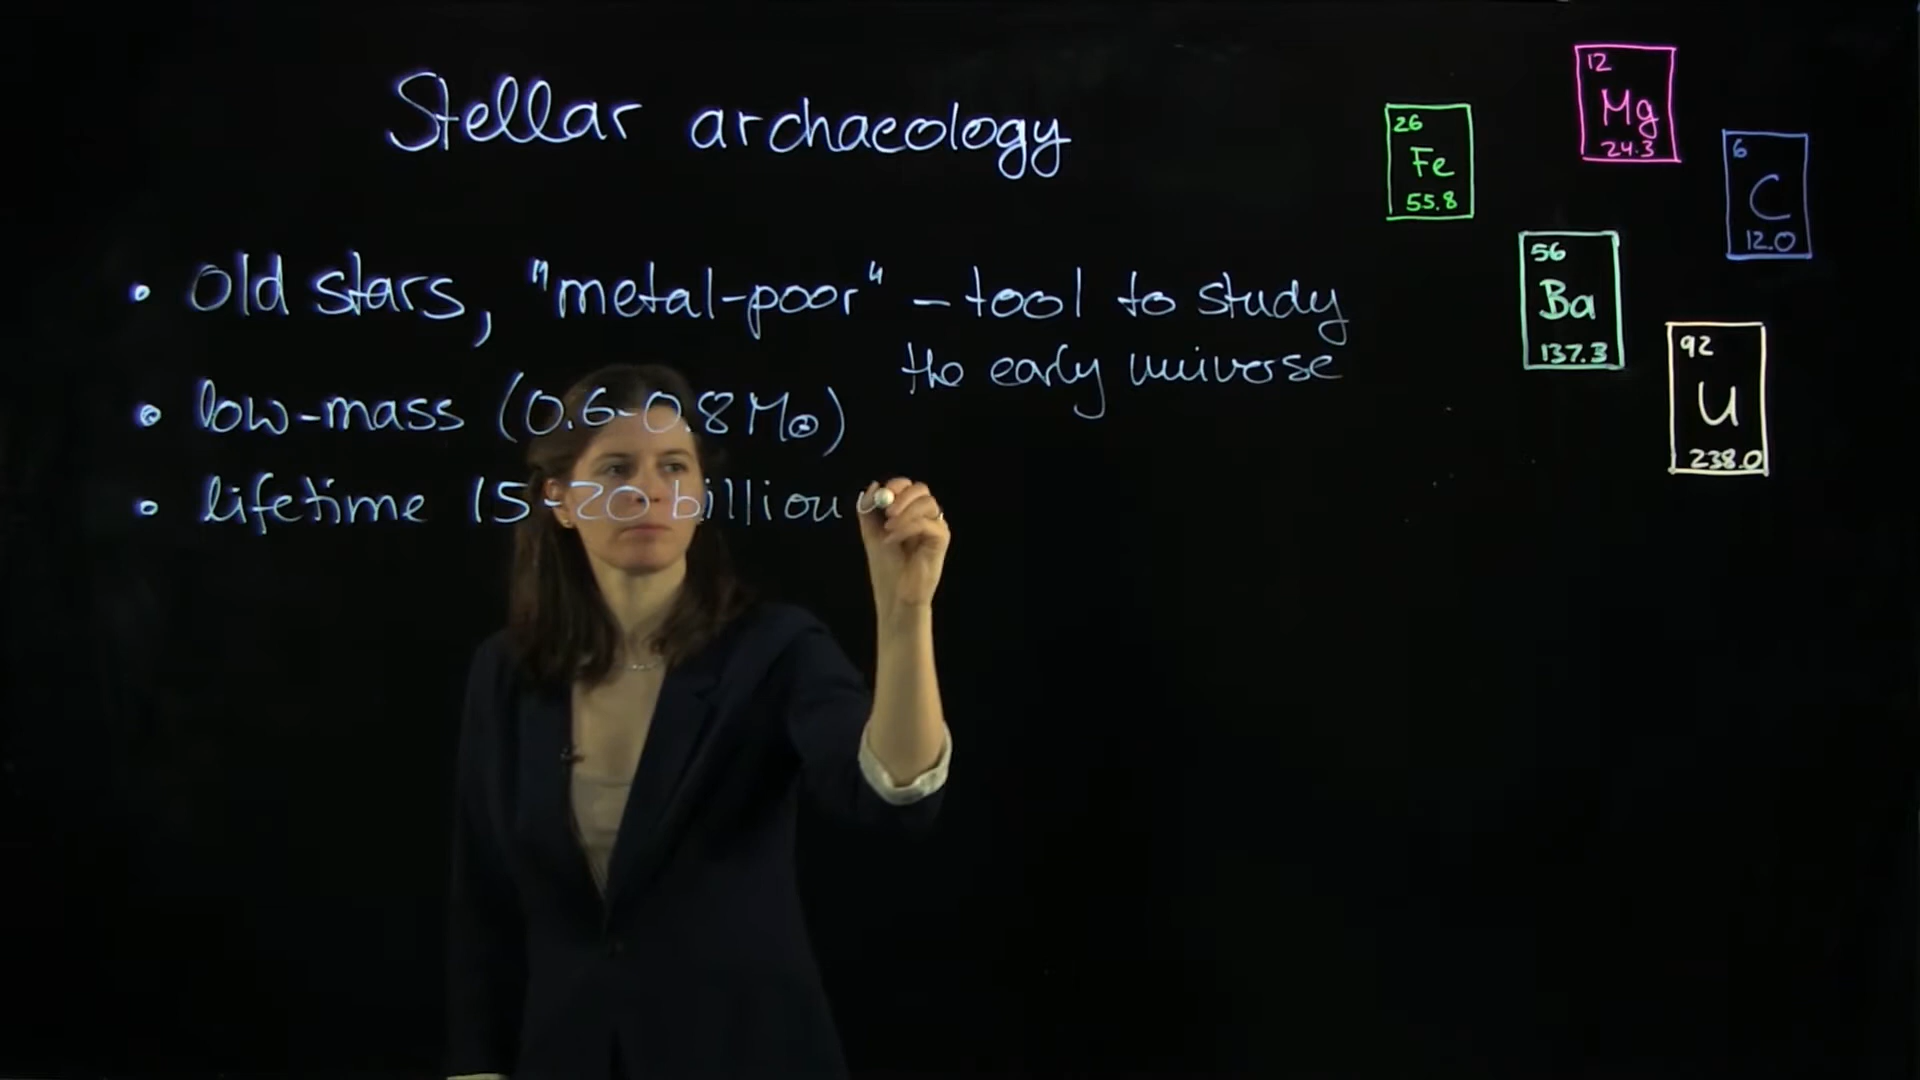 Stellar archaeology
• old stars, "metal-poor" – tool to study
the early universe
• low-mass (0.6-0.8 M☉)
• lifetime 15-20 billion
26
Fe
55.8
12
Mg
24.3
6
C
12.0
56
Ba
137.3
92
U
238.0